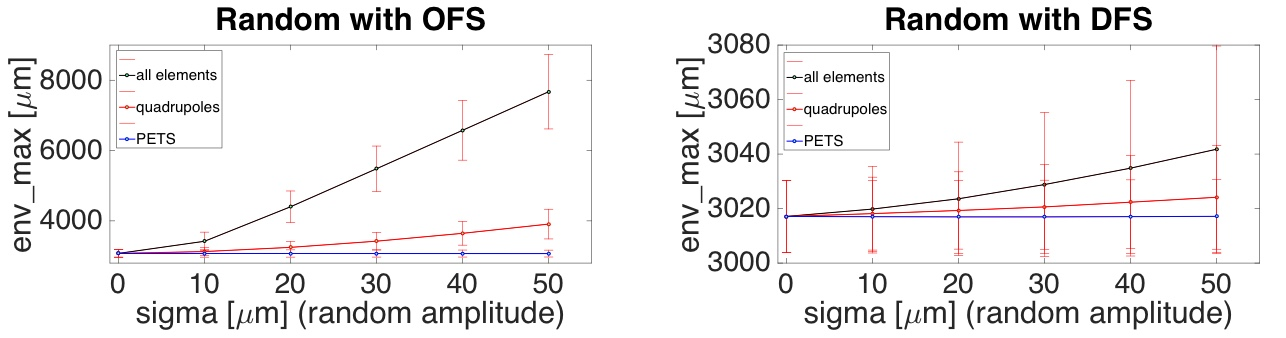 Random with OFS
env_max [μm]
8000
6000
4000
all elements
quadrupoles
PETS
0 10 20 30 40 50
sigma [μm] (random amplitude)
Random with DFS
env_max [μm]
3080
3060
3040
3020
3000
all elements
quadrupoles
PETS
0 10 20 30 40 50
sigma [μm] (random amplitude)